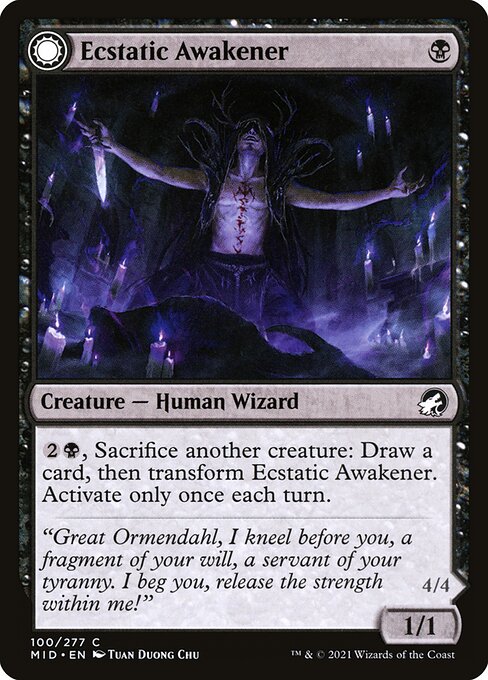 Ecstatic Awakener
Creature — Human Wizard
2, Sacrifice another creature: Draw a
card, then transform Ecstatic Awakener.
Activate only once each turn.
“Great Ormendahl, I kneel before you, a
fragment of your will, a servant of your
tyranny. I beg you, release the strength
within me!”
4/4
1/1
100/277 C
MID • EN Tuan Duong Chu
™ & © 2021 Wizards of the Coast